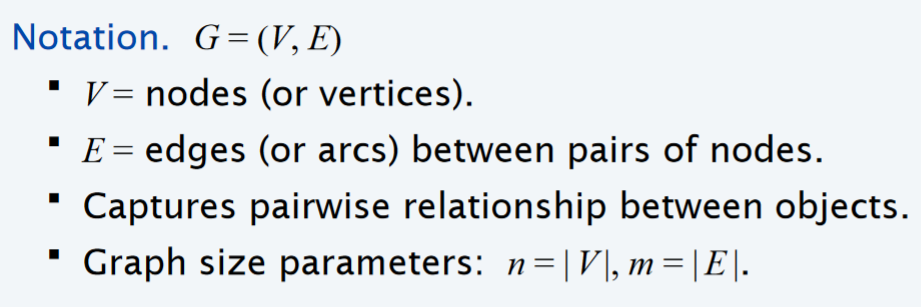 Notation. G = (V, E)
▪ V = nodes (or vertices).
▪ E = edges (or arcs) between pairs of nodes.
▪ Captures pairwise relationship between objects.
▪ Graph size parameters: n = | V |, m = | E |.